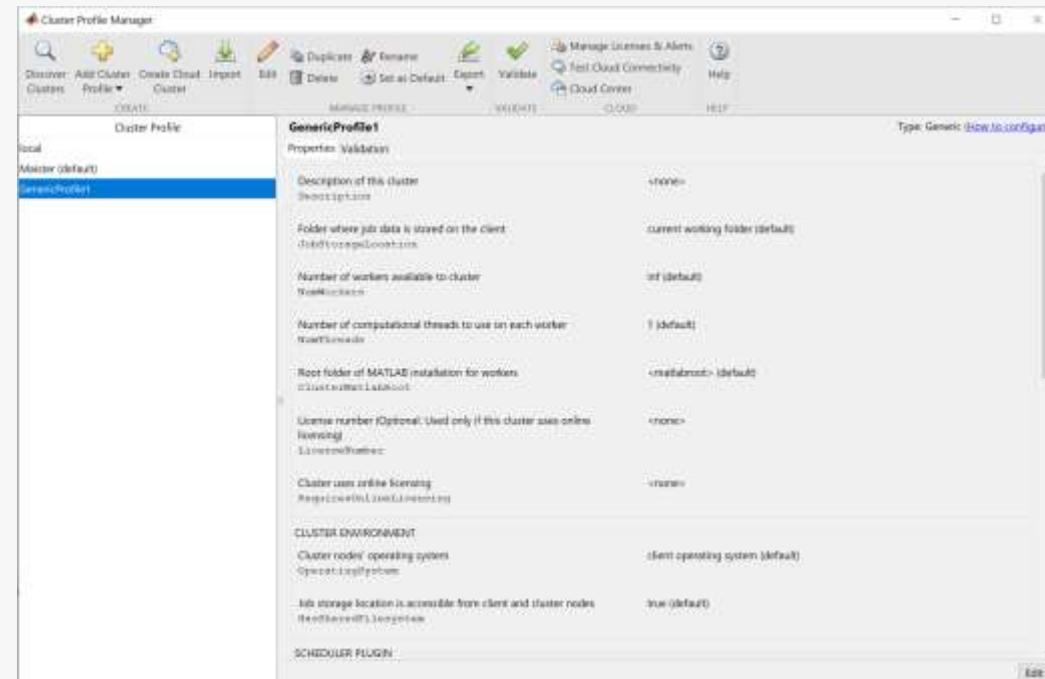 Cluster Profile Manager
Discover Clusters
Add Cluster Profile
Create Cloud Cluster
Import
Edit
Duplicate
Rename
Delete
Set as Default
Export
Validate
Manage Licenses & Alerts
Test Cloud Connectivity
Cloud Center
Help
CREATE
MANAGE PROFILE
VALIDATE
CLOUD
HELP
Cluster Profile
local
(default)
GenericProfile1
GenericProfile1
Type: Generic (How to configur
Properties Validation
Description of this cluster <none>
Description
Folder where job data is stored on the client current working folder (default)
JobStorageLocation
Number of workers available to cluster Inf (default)
NumWorkers
Number of computational threads to use on each worker 1 (default)
NumThreads
Root folder of MATLAB installation for workers <matlabroot> (default)
ClusterMatlabRoot
License number (Optional. Used only if this cluster uses online <none>
licensing)
LicenseNumber
Cluster uses online licensing <none>
RequiresOnlineLicensing
CLUSTER ENVIRONMENT
Cluster nodes' operating system client operating system (default)
OperatingSystem
Job storage location is accessible from client and cluster nodes true (default)
HasSharedFilesystem
SCHEDULER PLUGIN
Edit